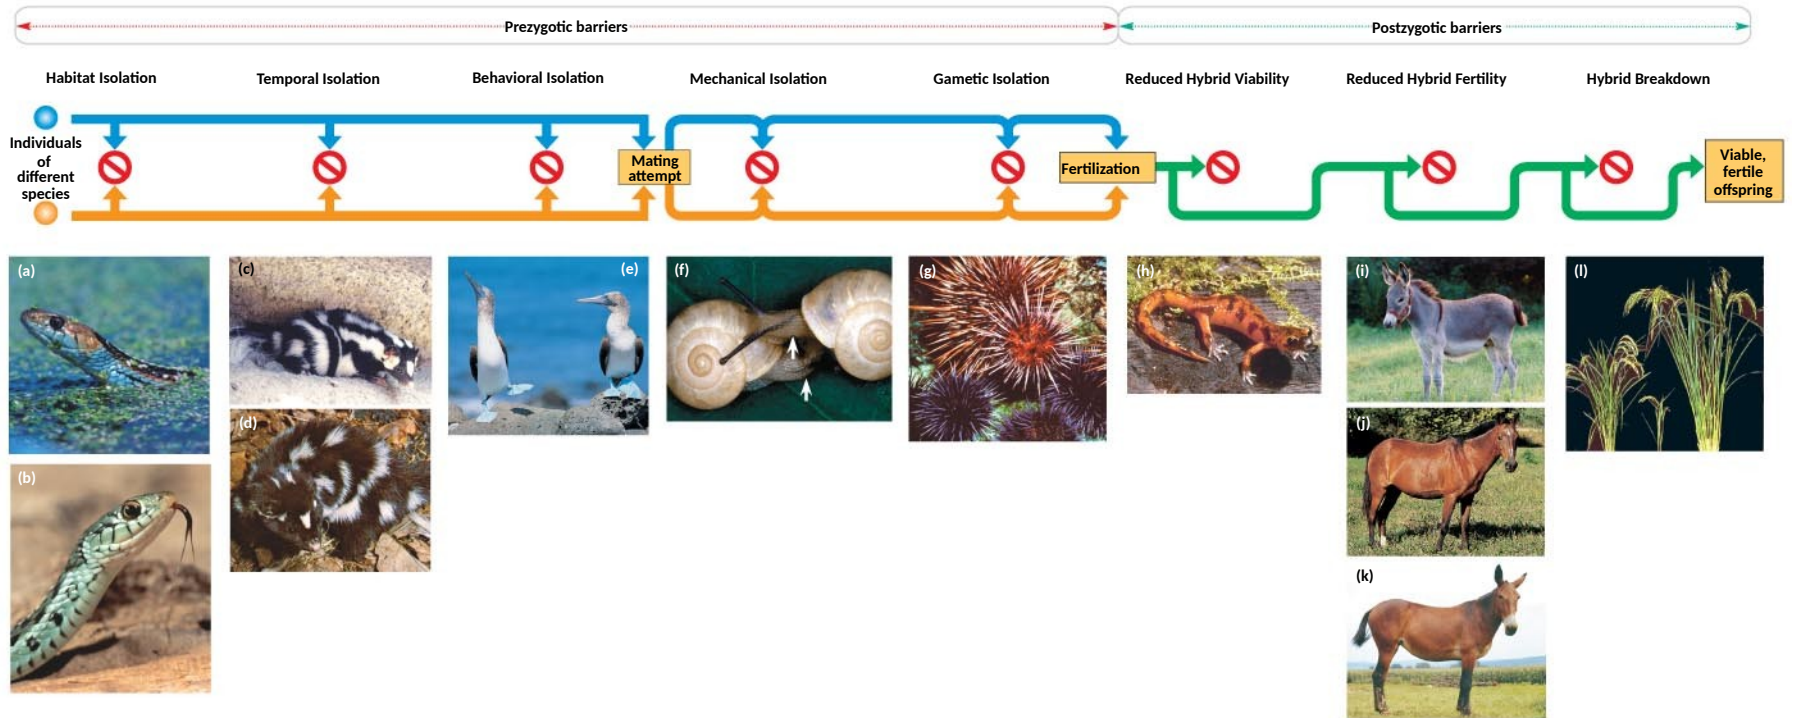 Prezygotic barriers
Postzygotic barriers
Habitat Isolation
Temporal Isolation
Behavioral Isolation
Mechanical Isolation
Gametic Isolation
Reduced Hybrid Viability
Reduced Hybrid Fertility
Hybrid Breakdown
Individuals
of
different
species
Mating
attempt
Fertilization
Viable,
fertile
offspring
(a)
(b)
(c)
(d)
(e)
(f)
(g)
(h)
(i)
(j)
(k)
(l)